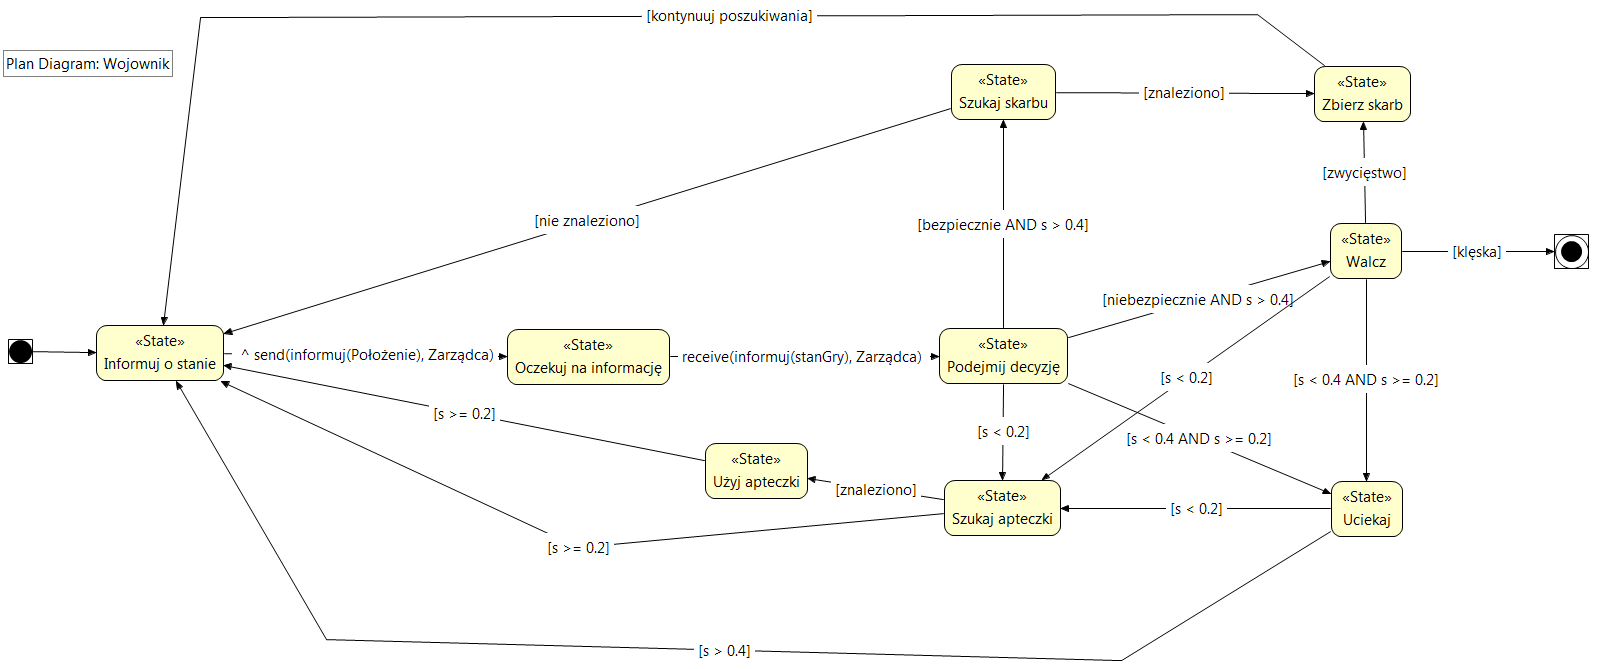 [kontynuuj poszukiwania]
Plan Diagram: Wojownik
«State»
Szukaj skarbu
[znaleziono]
«State»
Zbierz skarb
[zwycięstwo]
[nie znaleziono]
[bezpiecznie AND s > 0.4]
«State»
Walcz
[klęska]
[niebezpiecznie AND s > 0.4]
«State»
Informuj o stanie
^ send(informuj(Położenie), Zarządca)
«State»
Oczekuj na informację
receive(informuj(stanGry), Zarządca)
«State»
Podejmij decyzję
[s < 0.2]
[s < 0.4 AND s >= 0.2]
[s >= 0.2]
[s < 0.2]
[s < 0.4 AND s >= 0.2]
«State»
Użyj apteczki
[znaleziono]
«State»
Szukaj apteczki
[s < 0.2]
«State»
Uciekaj
[s >= 0.2]
[s > 0.4]